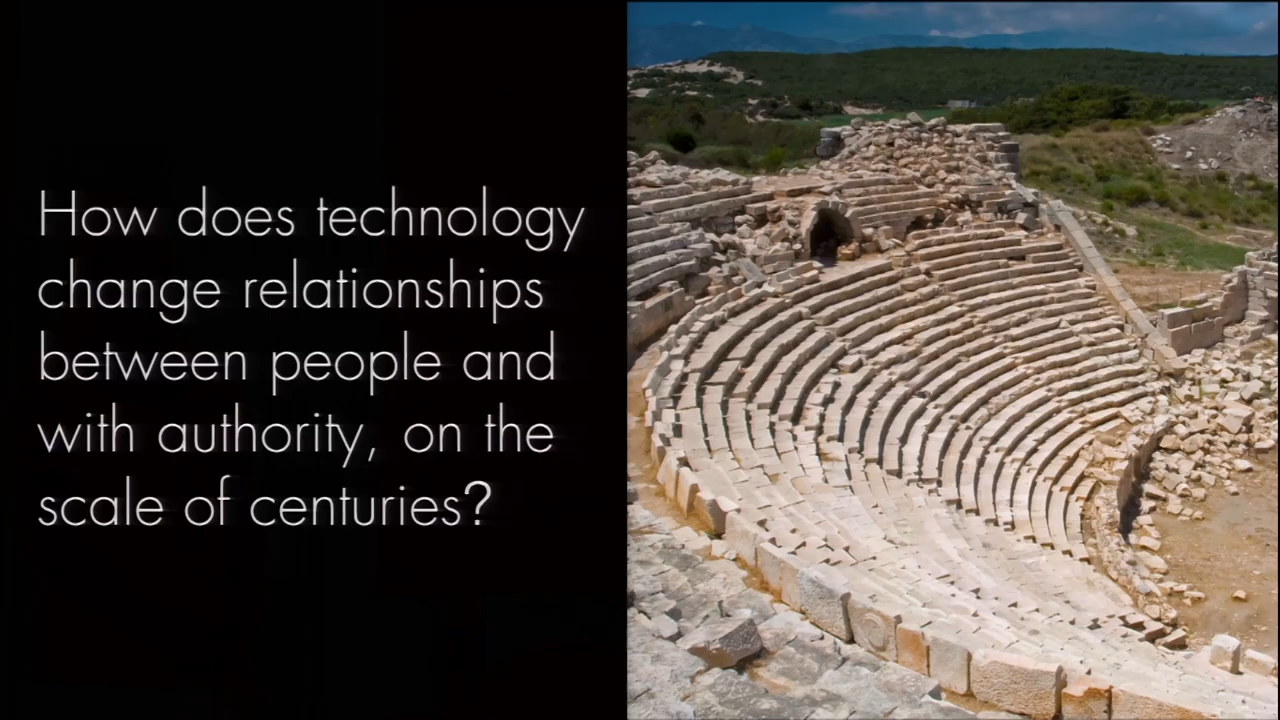 How does technology
change relationships
between people and
with authority, on the
scale of centuries?